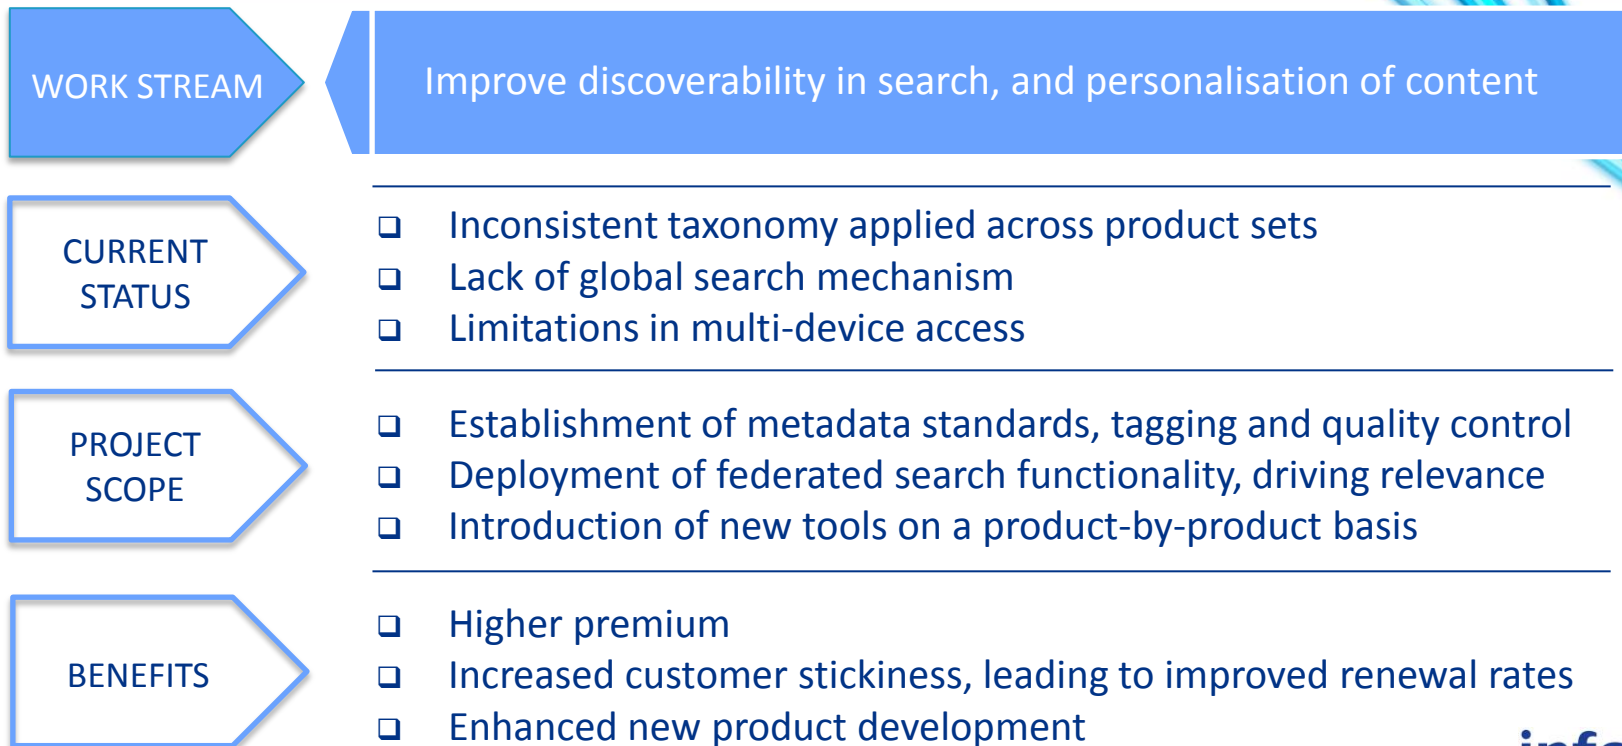 WORK STREAM
Improve discoverability in search, and personalisation of content
CURRENT
STATUS
Inconsistent taxonomy applied across product sets
Lack of global search mechanism
Limitations in multi-device access
PROJECT
SCOPE
Establishment of metadata standards, tagging and quality control
Deployment of federated search functionality, driving relevance
Introduction of new tools on a product-by-product basis
BENEFITS
Higher premium
Increased customer stickiness, leading to improved renewal rates
Enhanced new product development